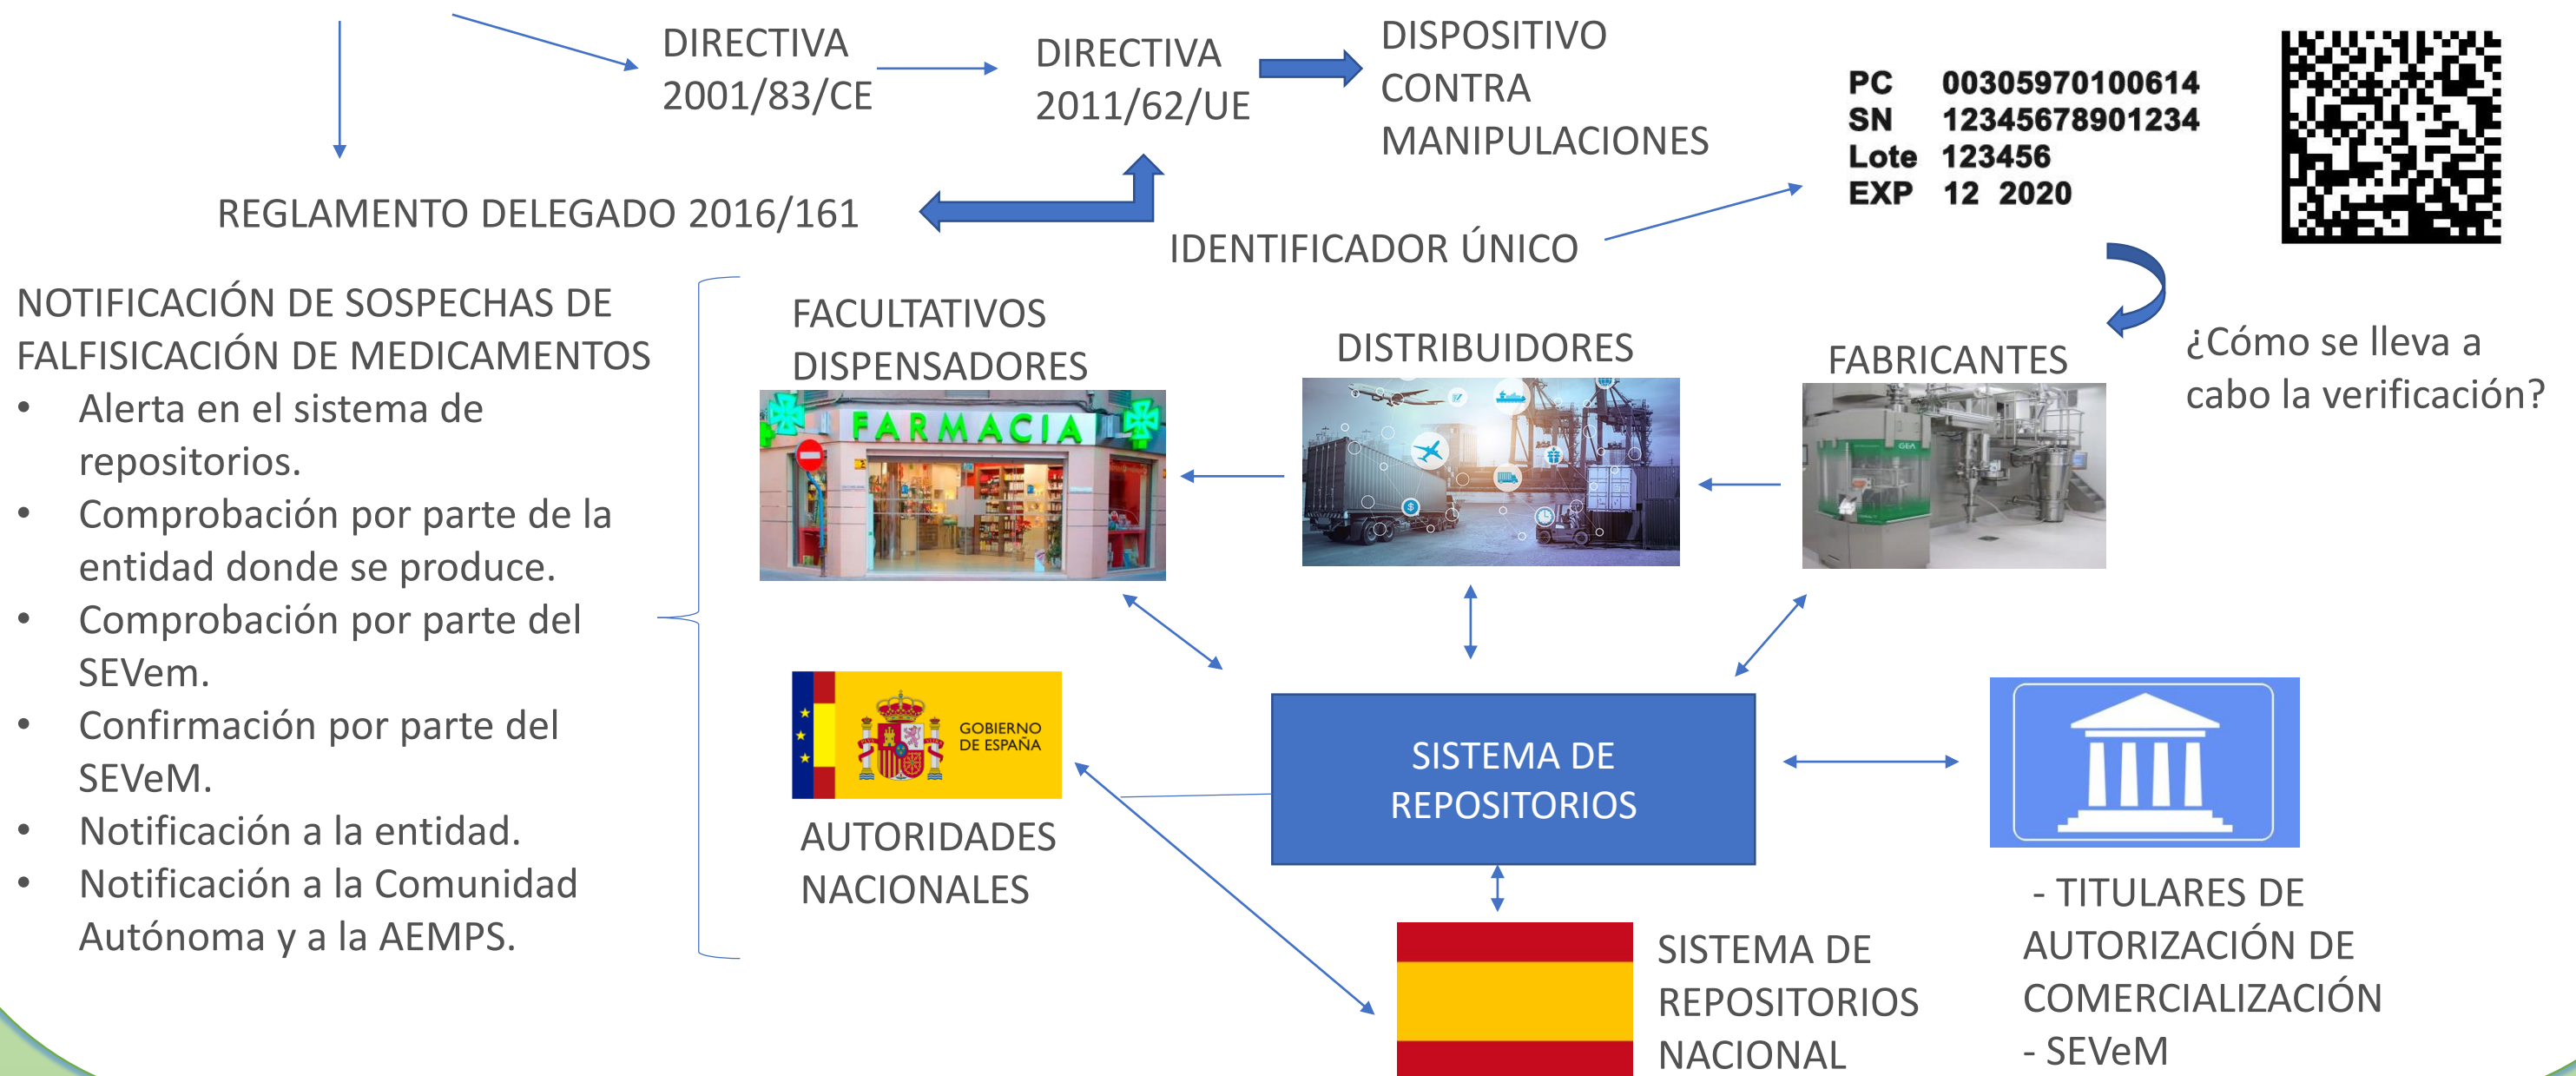 DIRECTIVA
2001/83/CE
DIRECTIVA
2011/62/UE
DISPOSITIVO
CONTRA
MANIPULACIONES
PC 00305970100614
SN 12345678901234
Lote 123456
EXP 12 2020
REGLAMENTO DELEGADO 2016/161
IDENTIFICADOR ÚNICO
NOTIFICACIÓN DE SOSPECHAS DE
FALFISICACIÓN DE MEDICAMENTOS
• Alerta en el sistema de
repositorios.
• Comprobación por parte de la
entidad donde se produce.
• Comprobación por parte del
SEVem.
• Confirmación por parte del
SEVeM.
• Notificación a la entidad.
• Notificación a la Comunidad
Autónoma y a la AEMPS.
FACULTATIVOS
DISPENSADORES
FARMACIA
DISTRIBUIDORES
FABRICANTES
GEA
¿Cómo se lleva a
cabo la verificación?
GOBIERNO
DE ESPAÑA
AUTORIDADES
NACIONALES
SISTEMA DE
REPOSITORIOS
SISTEMA DE
REPOSITORIOS
NACIONAL
- TITULARES DE
AUTORIZACIÓN DE
COMERCIALIZACIÓN
- SEVeM